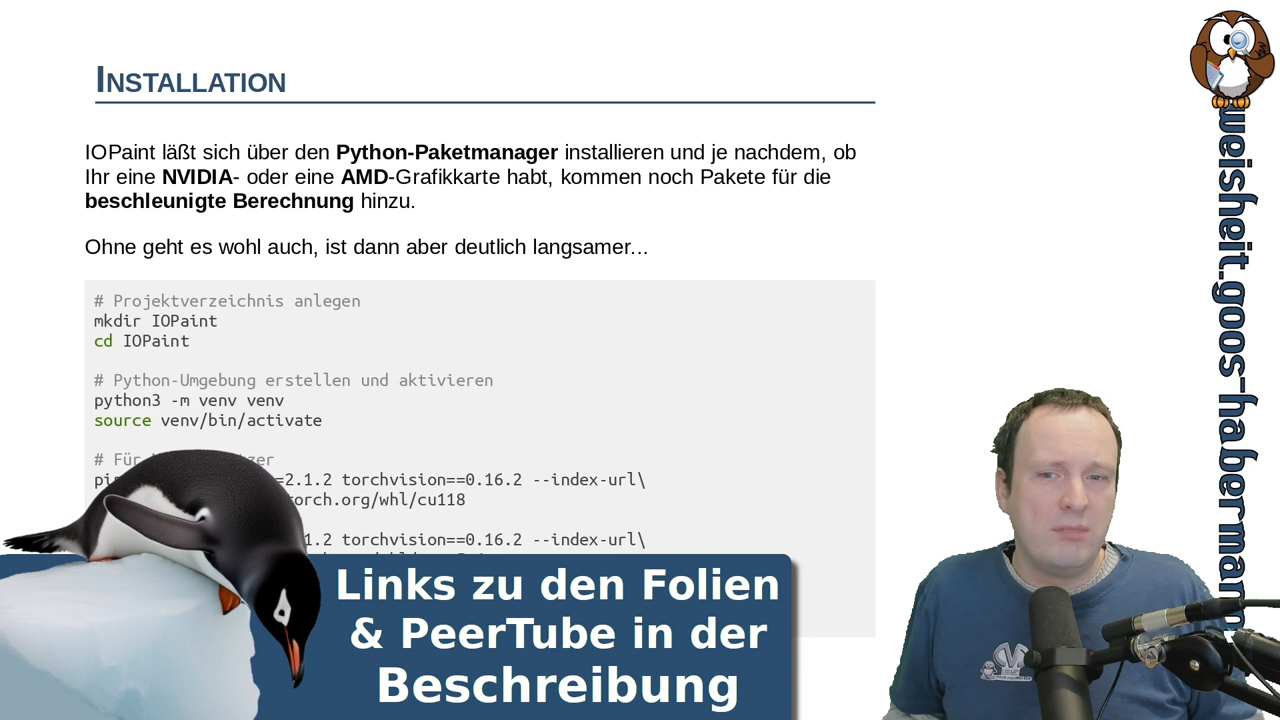 INSTALLATION
IOPaint läßt sich über den Python-Paketmanager installieren und je nachdem, ob
Ihr eine NVIDIA- oder eine AMD-Grafikkarte habt, kommen noch Pakete für die
beschleunigte Berechnung hinzu.
Ohne geht es wohl auch, ist dann aber deutlich langsamer...
# Projektverzeichnis anlegen
mkdir IOPaint
cd IOPaint
# Python-Umgebung erstellen und aktivieren
python3 -m venv venv
source venv/bin/activate
# Für
=2.1.2 torchvision==0.16.2 --index-url\
torch.org/whl/cu118
1.2 torchvision==0.16.2 --index-url\
Links zu den Folien
& PeerTube in der
Beschreibung
weisheit.goos-habermann